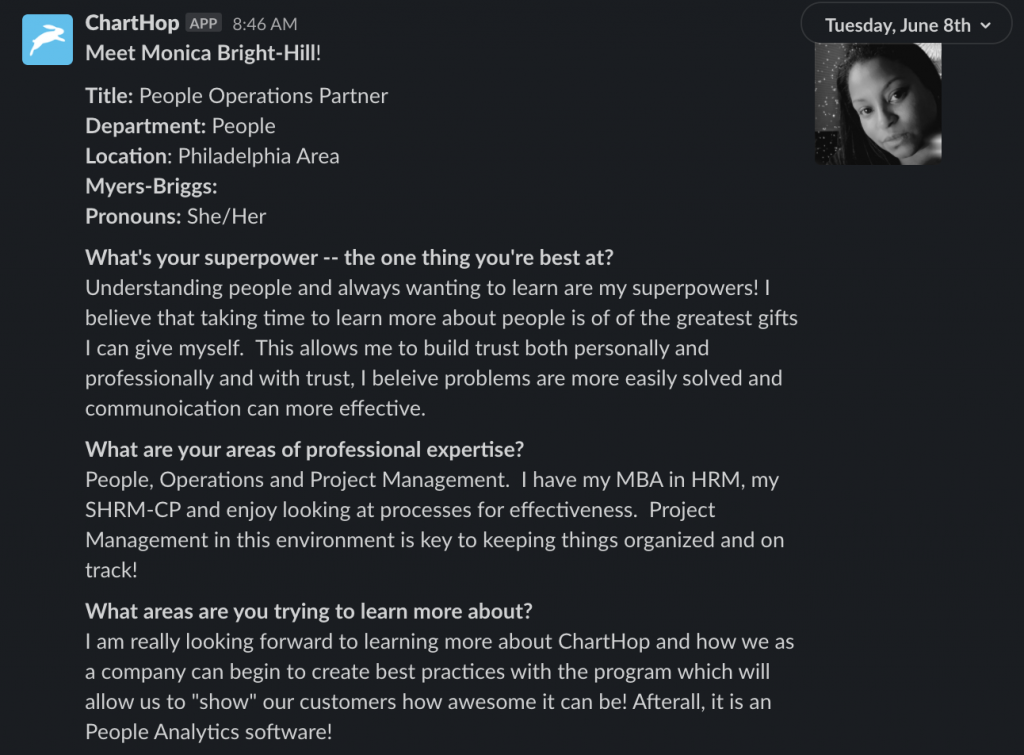 ChartHop APP 8:46 AM
Tuesday, June 8th
Meet Monica Bright-Hill!
Title: People Operations Partner
Department: People
Location: Philadelphia Area
Myers-Briggs:
Pronouns: She/Her
What's your superpower -- the one thing you're best at?
Understanding people and always wanting to learn are my superpowers! I
believe that taking time to learn more about people is of of the greatest gifts
I can give myself.  This allows me to build trust both personally and
professionally and with trust, I beleive problems are more easily solved and
communoication can more effective.
What are your areas of professional expertise?
People, Operations and Project Management.  I have my MBA in HRM, my
SHRM-CP and enjoy looking at processes for effectiveness.  Project
Management in this environment is key to keeping things organized and on
track!
What areas are you trying to learn more about?
I am really looking forward to learning more about ChartHop and how we as
a company can begin to create best practices with the program which will
allow us to "show" our customers how awesome it can be! Afterall, it is an
People Analytics software!